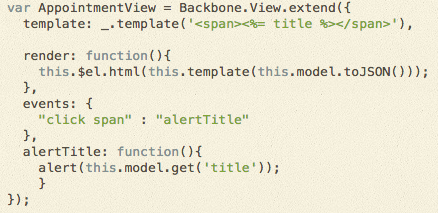 var AppointmentView = Backbone.View.extend({
  template: _.template('<span><%= title %></span>'),

  render: function(){
    this.$el.html(this.template(this.model.toJSON()));
  },
  events: {
    "click span" : "alertTitle"
  },
  alertTitle: function(){
    alert(this.model.get('title'));
    }
});